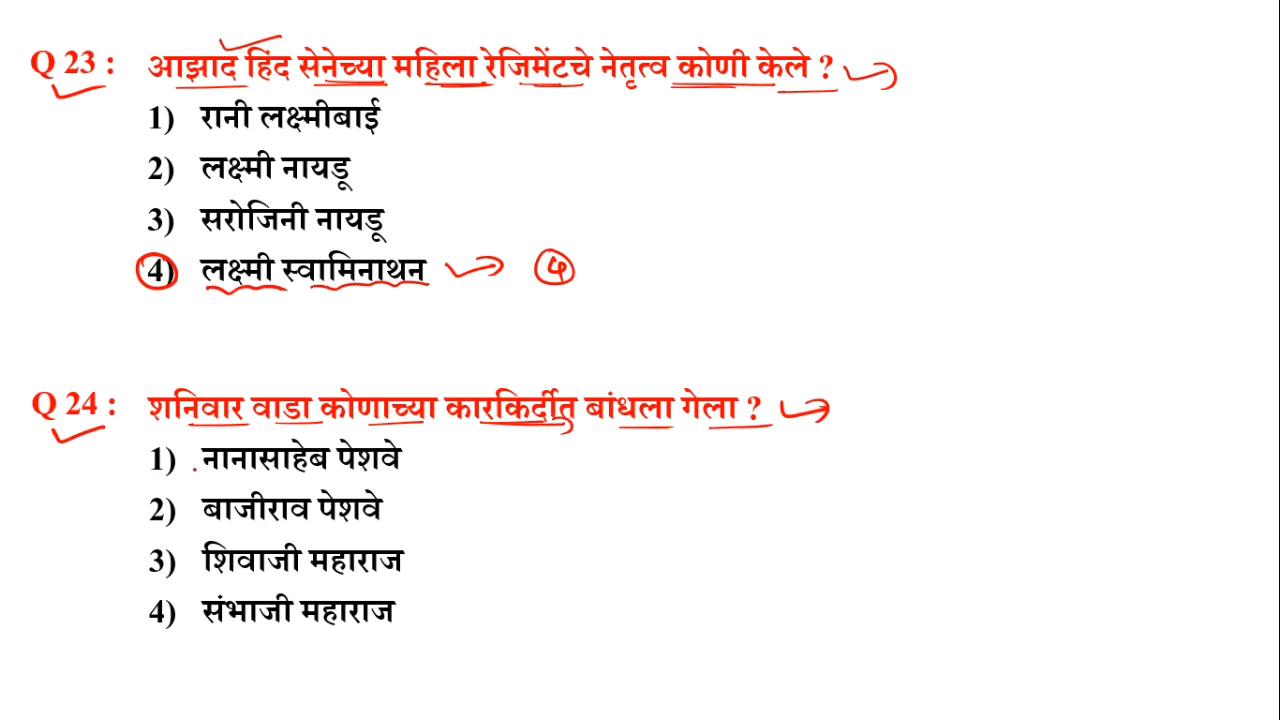 Q 23 : आझाद हिंद सेनेच्या महिला रेजिमेंटचे नेतृत्व कोणी केले ?
1) रानी लक्ष्मीबाई
2) लक्ष्मी नायडू
3) सरोजिनी नायडू
4) लक्ष्मी स्वामिनाथन
Q 24 : शनिवार वाडा कोणाच्या कारकिर्दीत बांधला गेला ?
1) नानासाहेब पेशवे
2) बाजीराव पेशवे
3) शिवाजी महाराज
4) संभाजी महाराज